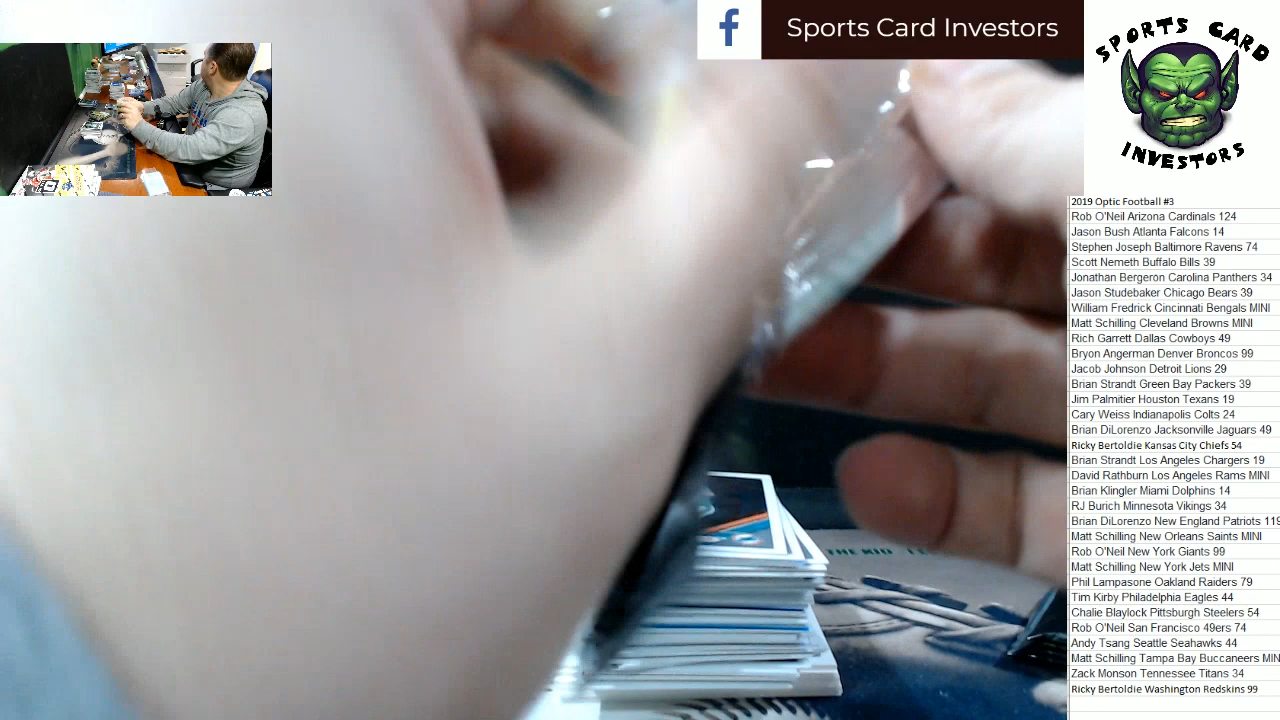 Sports Card Investors
SPORTS CARD
INVESTORS
2019 Optic Football #3
Rob O'Neil Arizona Cardinals 124
Jason Bush Atlanta Falcons 14
Stephen Joseph Baltimore Ravens 74
Scott Nemeth Buffalo Bills 39
Jonathan Bergeron Carolina Panthers 34
Jason Studebaker Chicago Bears 39
William Fredrick Cincinnati Bengals MINI
Matt Schilling Cleveland Browns MINI
Rich Garrett Dallas Cowboys 49
Bryon Angerman Denver Broncos 99
Jacob Johnson Detroit Lions 29
Brian Strandt Green Bay Packers 39
Jim Palmitier Houston Texans 19
Cary Weiss Indianapolis Colts 24
Brian DiLorenzo Jacksonville Jaguars 49
Ricky Bertoldie Kansas City Chiefs 54
Brian Strandt Los Angeles Chargers 19
David Rathburn Los Angeles Rams MINI
Brian Klingler Miami Dolphins 14
RJ Burich Minnesota Vikings 34
Brian DiLorenzo New England Patriots 119
Matt Schilling New Orleans Saints MINI
Rob O'Neil New York Giants 99
Matt Schilling New York Jets MINI
Phil Lampasone Oakland Raiders 79
Tim Kirby Philadelphia Eagles 44
Chalie Blaylock Pittsburgh Steelers 54
Rob O'Neil San Francisco 49ers 74
Andy Tsang Seattle Seahawks 44
Matt Schilling Tampa Bay Buccaneers MIN
Zack Monson Tennessee Titans 34
Ricky Bertoldie Washington Redskins 99
THE KID